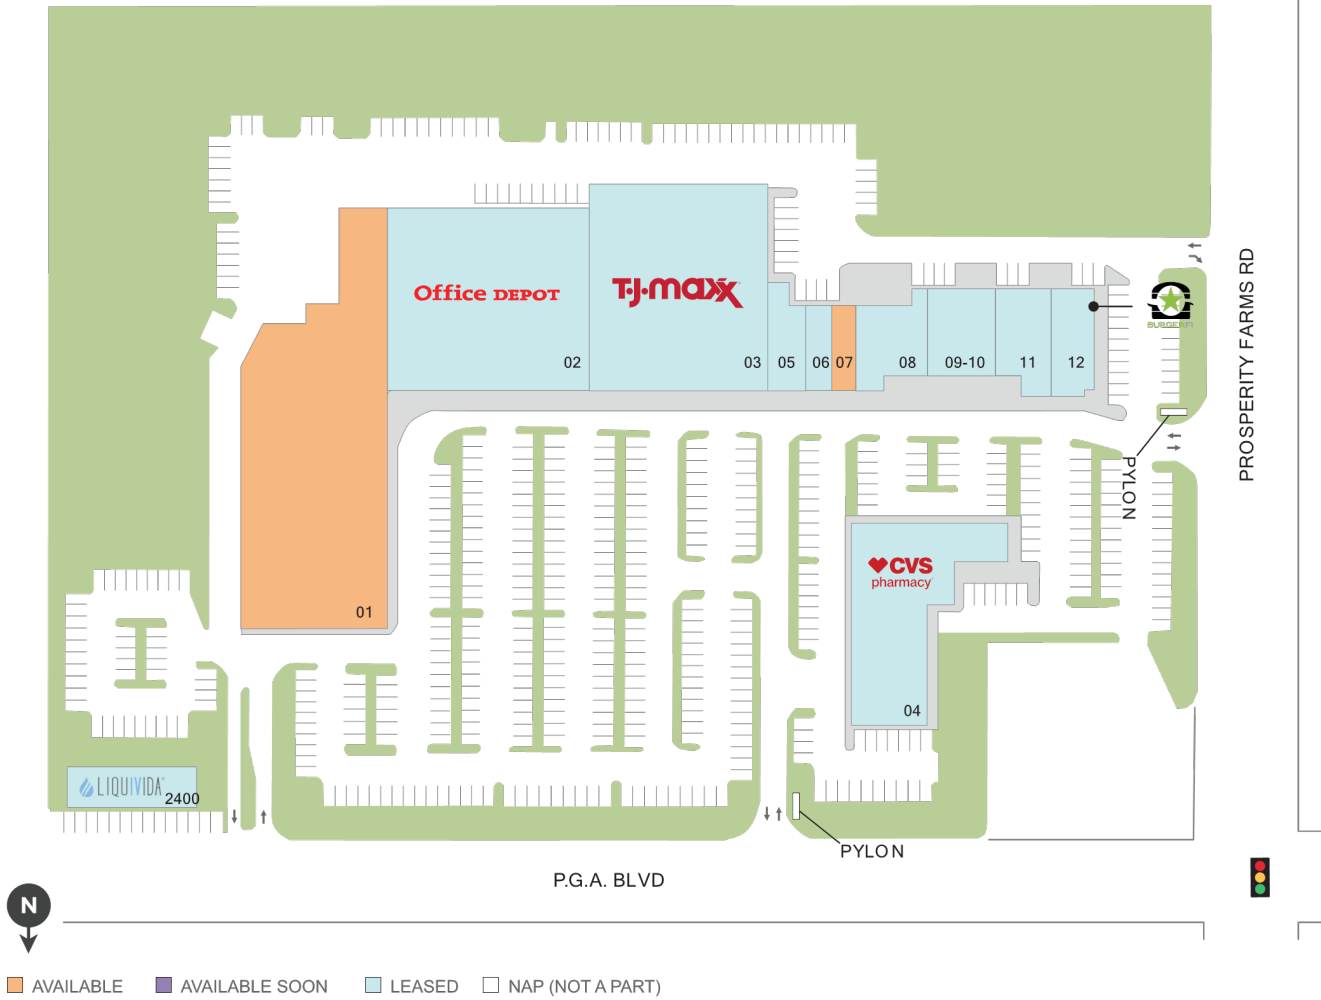 PROSPERITY FARMS RD
BURGERFI
Office DEPOT
T·J·maxx
02
03
05
06
07
08
09-10
11
12
PYLON
CVS
pharmacy
01
04
LIQUIVIDA
2400
PYLON
P.G.A. BLVD
N
AVAILABLE
AVAILABLE SOON
LEASED
NAP (NOT A PART)